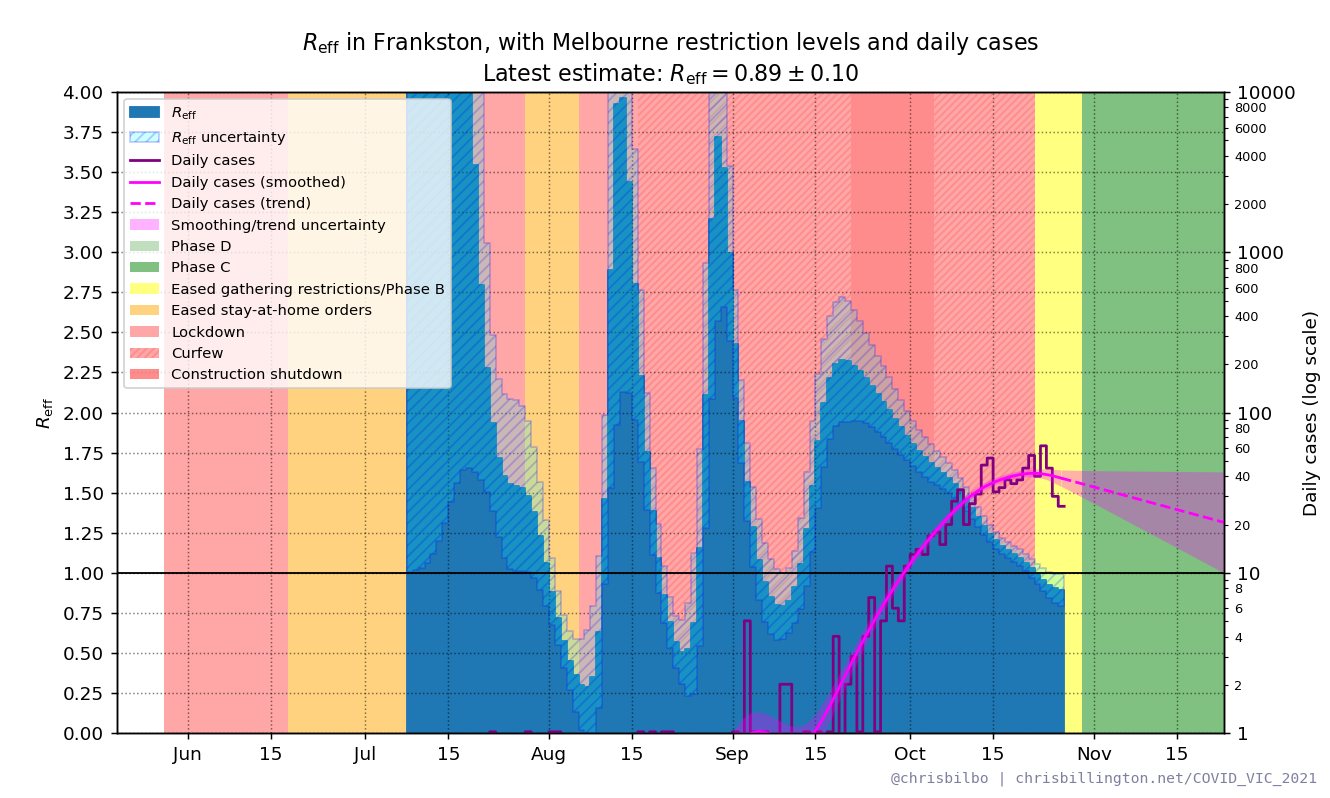 R_eff in Frankston, with Melbourne restriction levels and daily cases
Latest estimate: R_eff = 0.89 ± 0.10
R_eff
R_eff uncertainty
Daily cases
Daily cases (smoothed)
Daily cases (trend)
Smoothing/trend uncertainty
Phase D
Phase C
Eased gathering restrictions/Phase B
Eased stay-at-home orders
Lockdown
Curfew
Construction shutdown
R_eff
4.00
3.75
3.50
3.25
3.00
2.75
2.50
2.25
2.00
1.75
1.50
1.25
1.00
0.75
0.50
0.25
0.00
10000
8000
6000
4000
2000
1000
800
600
400
200
100
80
60
40
20
10
8
6
4
2
1
Daily cases (log scale)
Jun 15 Jul 15 Aug 15 Sep 15 Oct 15 Nov 15
@chrisbilbo | chrisbillington.net/COVID_VIC_2021